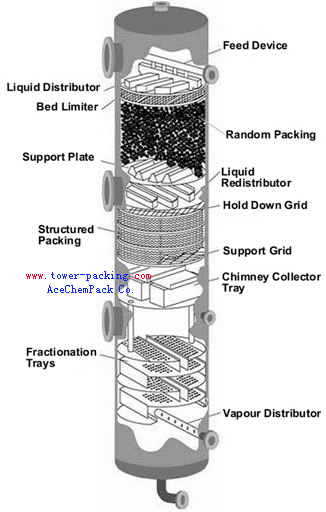 Feed Device
Liquid Distributor
Bed Limiter
Random Packing
Support Plate
Liquid
Redistributor
Hold Down Grid
Structured
Packing
Support Grid
www.tower-packing.com
AceChemPack Co.
Chimney Collector
Tray
Fractionation
Trays
Vapour Distributor